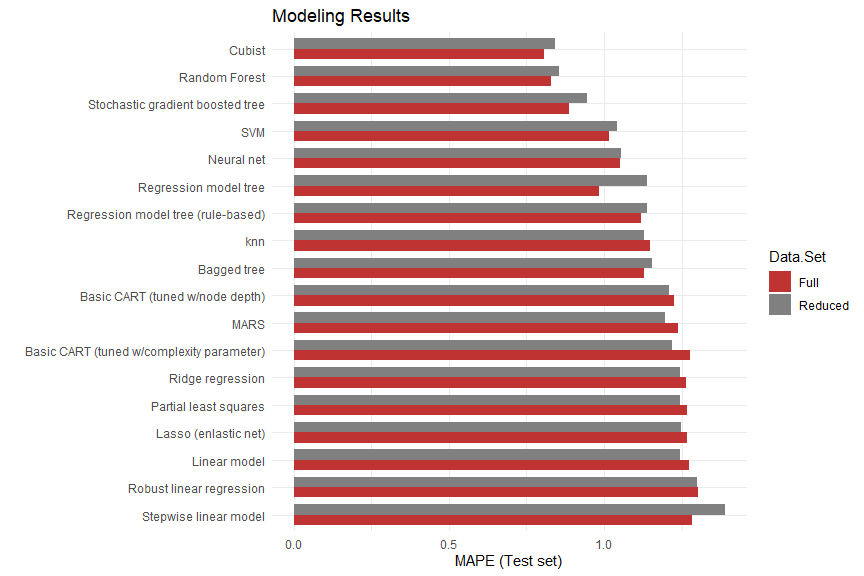 Modeling Results
Cubist
Random Forest
Stochastic gradient boosted tree
SVM
Neural net
Regression model tree
Regression model tree (rule-based)
knn
Bagged tree
Basic CART (tuned w/node depth)
MARS
Basic CART (tuned w/complexity parameter)
Ridge regression
Partial least squares
Lasso (enlastic net)
Linear model
Robust linear regression
Stepwise linear model
0.0 0.5 1.0
MAPE (Test set)
Data.Set
Full
Reduced